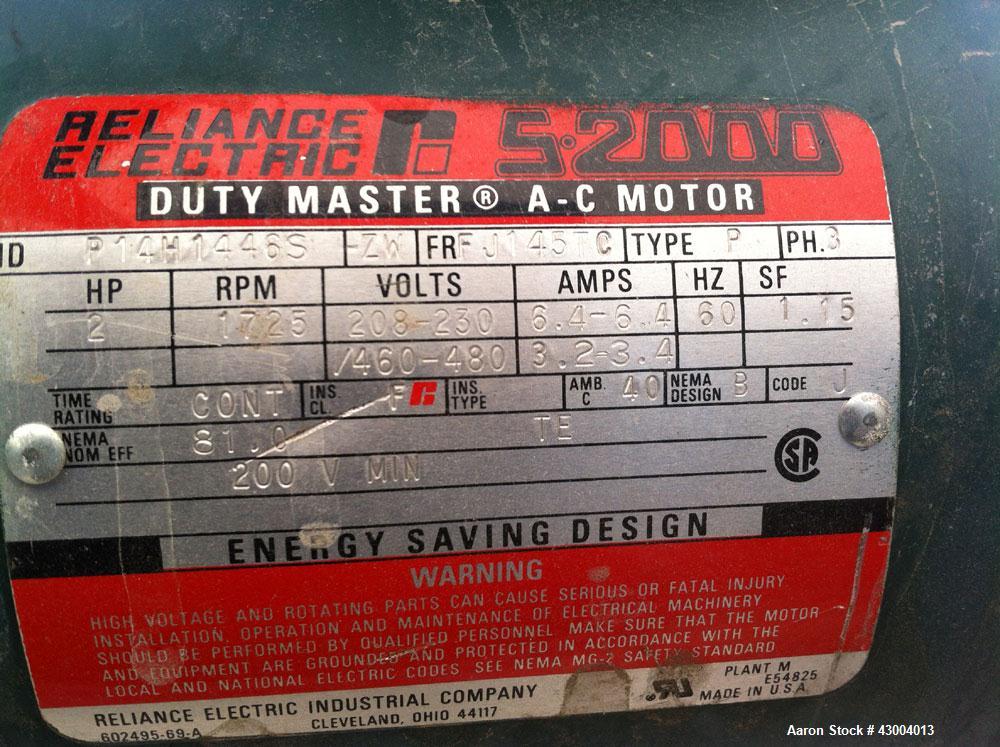 RELIANCE
ELECTRIC S-2000
DUTY MASTER® A-C MOTOR
ID P14H1446S -ZW FR FJ145TC TYPE P PH.3
HP RPM VOLTS AMPS HZ SF
2 1725 208-230 6.4-6.4 60 1.15
/460-480 3.2-3.4
TIME RATING CONT INS. CL. F INS. TYPE AMB. C 40 NEMA DESIGN B CODE J
NEMA NOM EFF 81.0 TE
200 V MIN
ENERGY SAVING DESIGN
WARNING
HIGH VOLTAGE AND ROTATING PARTS CAN CAUSE SERIOUS OR FATAL INJURY
INSTALLATION, OPERATION AND MAINTENANCE OF ELECTRICAL MACHINERY
SHOULD BE PERFORMED BY QUALIFIED PERSONNEL. MAKE SURE THAT THE MOTOR
AND EQUIPMENT ARE GROUNDED AND PROTECTED IN ACCORDANCE WITH THE
LOCAL AND NATIONAL ELECTRIC CODES SEE NEMA MG-2 SAFETY STANDARD
RELIANCE ELECTRIC INDUSTRIAL COMPANY PLANT M
CLEVELAND, OHIO 44117 E54825
602495-69-A MADE IN U.S.A.
Aaron Stock # 43004013